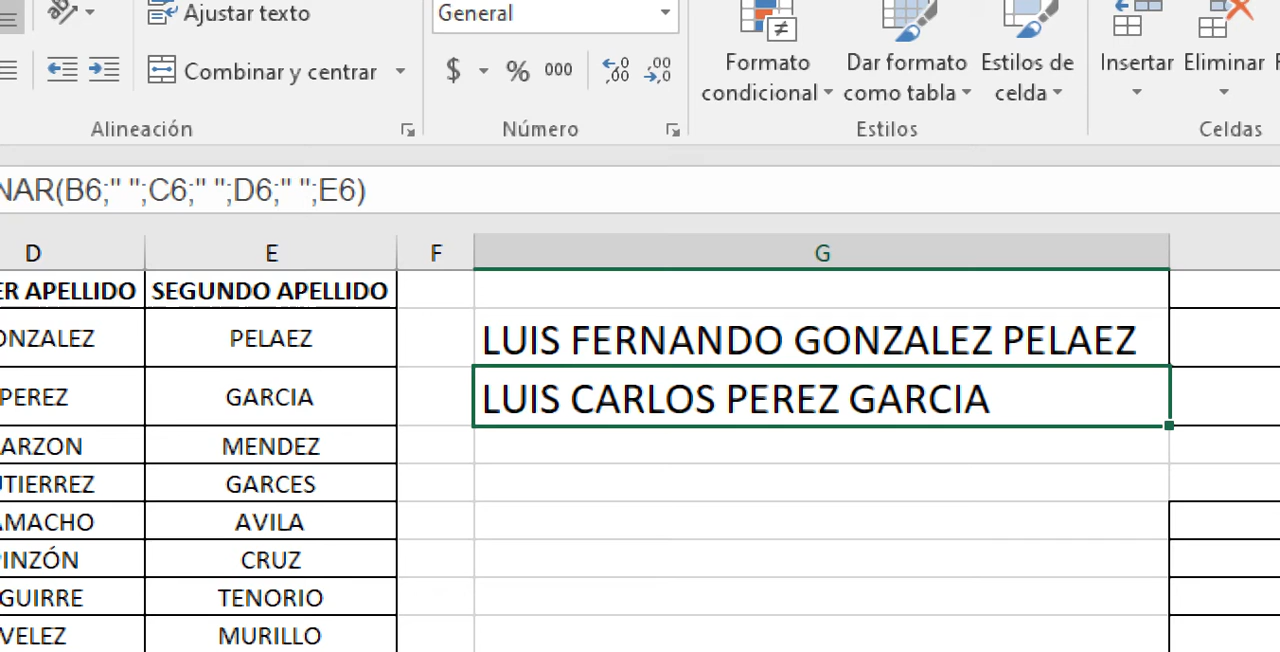 Ajustar texto
General
Combinar y centrar
$ % 000 ,00 ,00
Formato condicional
Dar formato como tabla
Estilos de celda
Insertar
Eliminar
Alineación
Número
Estilos
Celdas
NAR(B6;" ";C6;" ";D6;" ";E6)
D E F G
ER APELLIDO SEGUNDO APELLIDO
ONZALEZ PELAEZ LUIS FERNANDO GONZALEZ PELAEZ
PEREZ GARCIA LUIS CARLOS PEREZ GARCIA
ARZON MENDEZ
UTIERREZ GARCES
AMACHO AVILA
PINZÓN CRUZ
GUIRRE TENORIO
VELEZ MURILLO